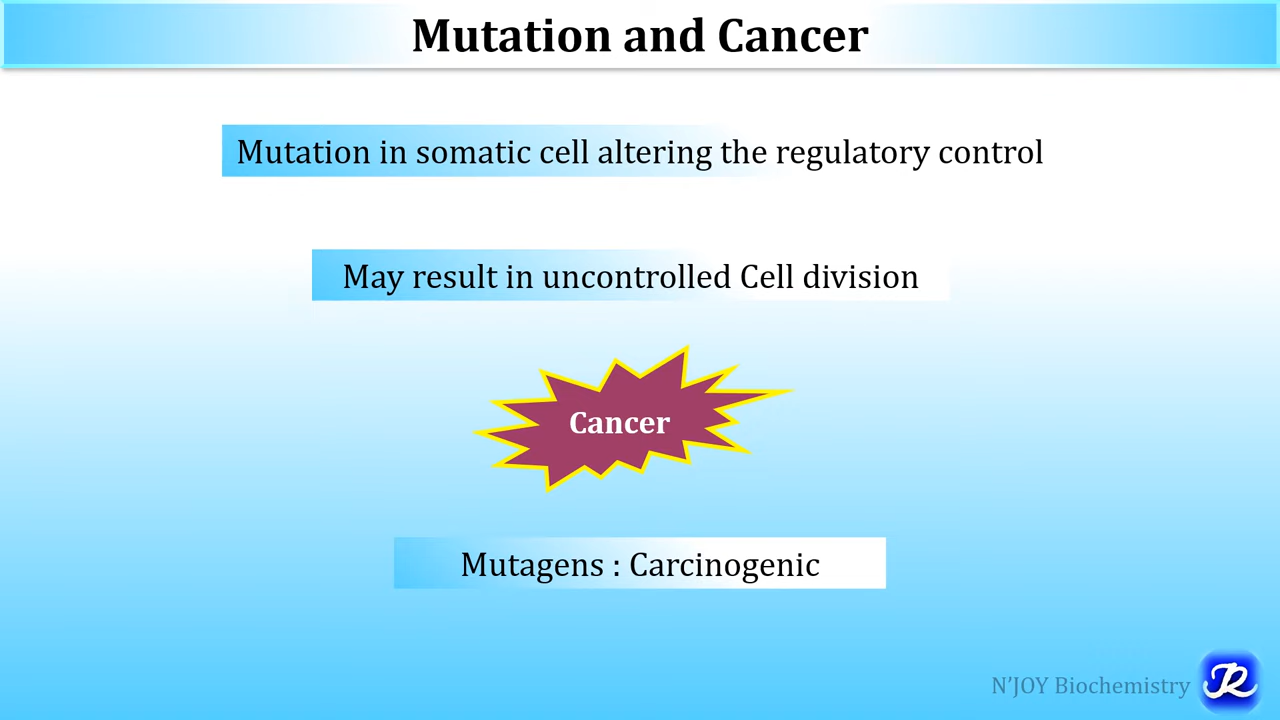 Mutation and Cancer
Mutation in somatic cell altering the regulatory control
May result in uncontrolled Cell division
Cancer
Mutagens : Carcinogenic
N’JOY Biochemistry